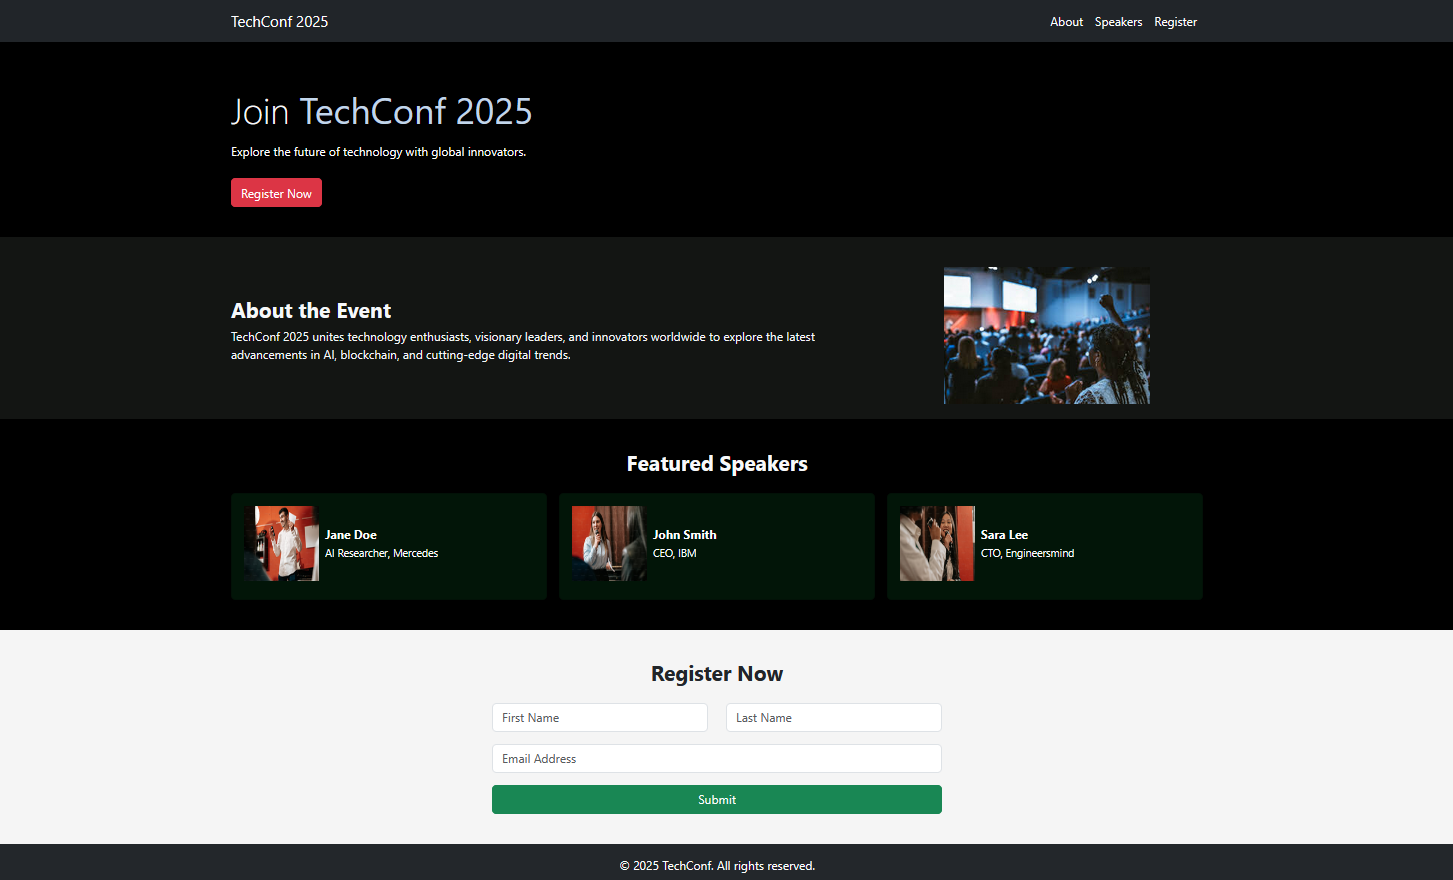 TechConf 2025
About Speakers Register
Join TechConf 2025
Explore the future of technology with global innovators.
Register Now
About the Event
TechConf 2025 unites technology enthusiasts, visionary leaders, and innovators worldwide to explore the latest
advancements in AI, blockchain, and cutting-edge digital trends.
Featured Speakers
Jane Doe
AI Researcher, Mercedes
John Smith
CEO, IBM
Sara Lee
CTO, Engineersmind
Register Now
First Name
Last Name
Email Address
Submit
© 2025 TechConf. All rights reserved.